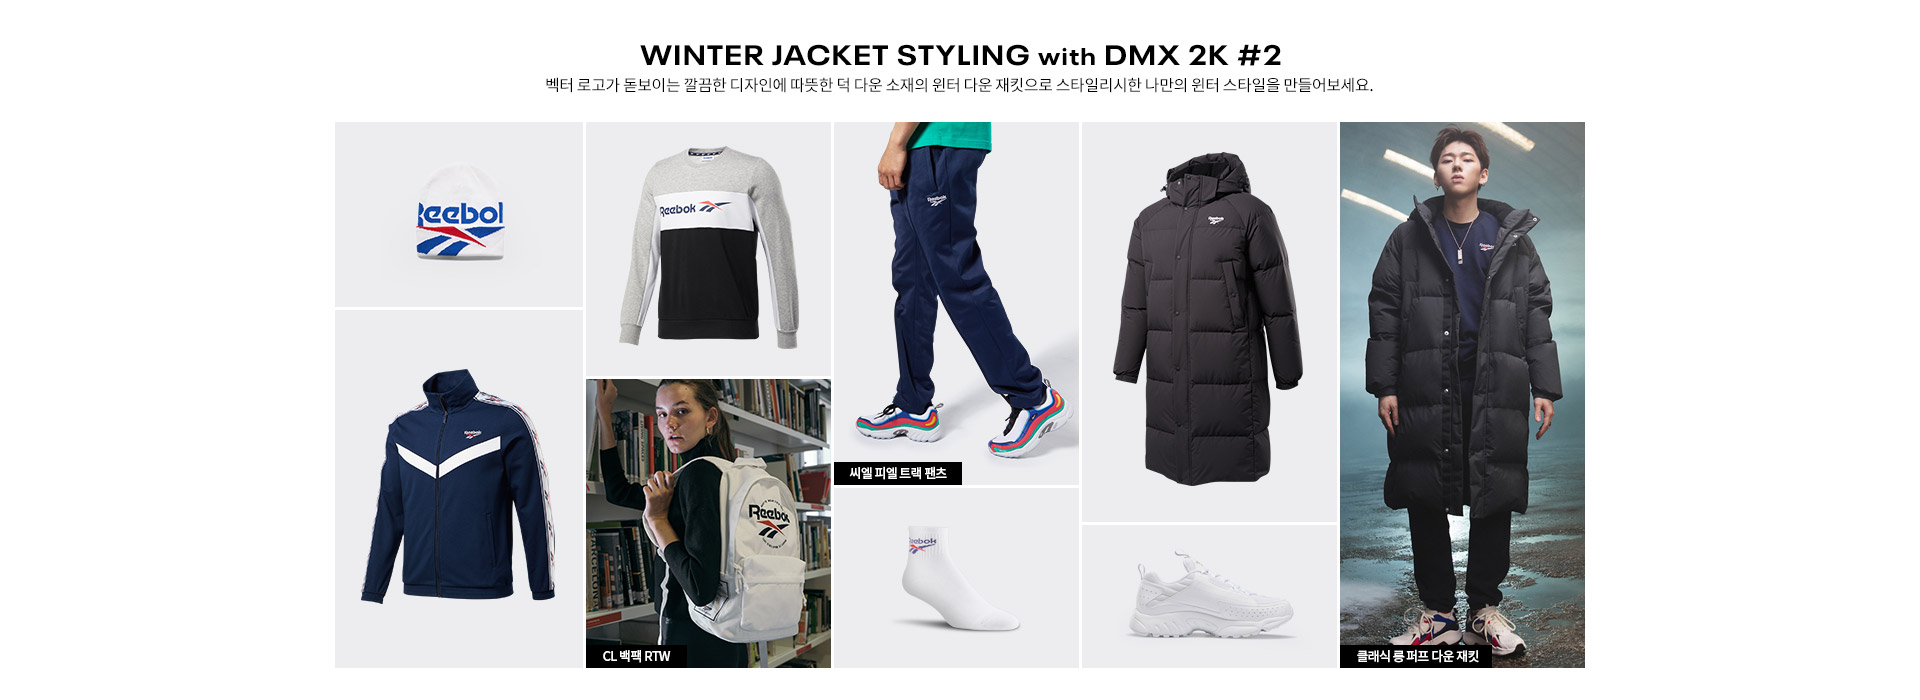 WINTER JACKET STYLING with DMX 2K #2
벡터 로고가 돋보이는 깔끔한 디자인에 따뜻한 덕 다운 소재의 윈터 다운 재킷으로 스타일리시한 나만의 윈터 스타일을 만들어보세요.
Reebok
Reebok
Reebok
Reebok
Reebok
Reebok
씨엘 피엘 트랙 팬츠
Reebok
CL 백팩 RTW
Reebok
클래식 롱 퍼프 다운 재킷